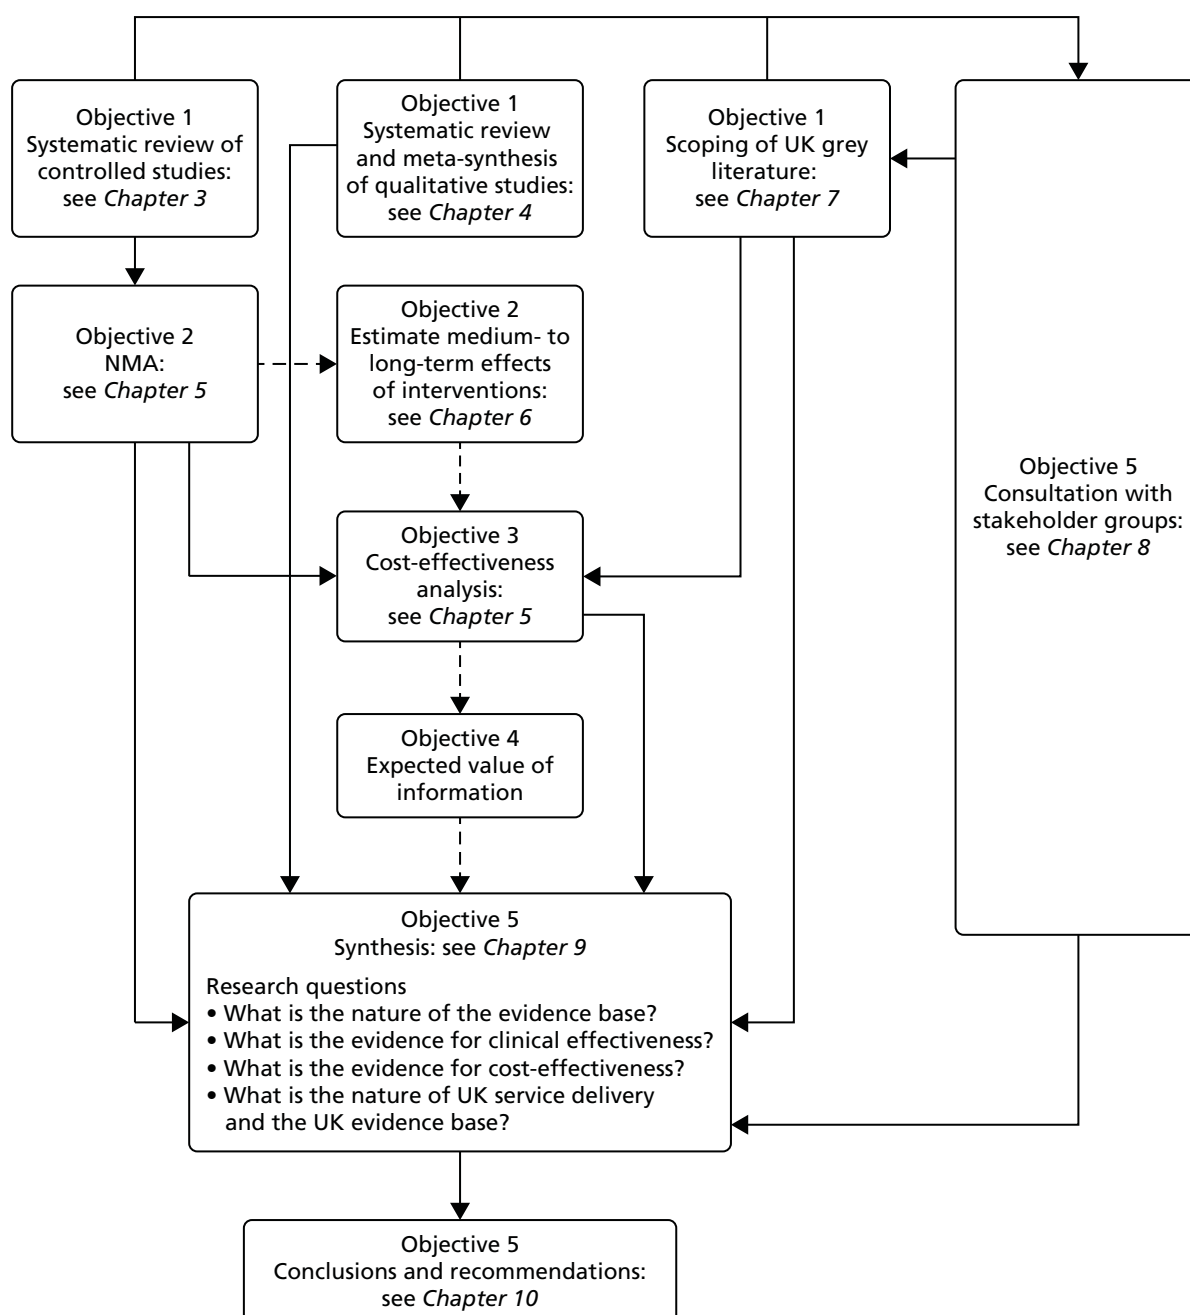 Objective 1
Systematic review of
controlled studies:
see Chapter 3
Objective 1
Systematic review
and meta-synthesis
of qualitative studies:
see Chapter 4
Objective 1
Scoping of UK grey
literature:
see Chapter 7
Objective 2
NMA:
see Chapter 5
Objective 2
Estimate medium- to
long-term effects
of interventions:
see Chapter 6
Objective 5
Consultation with
stakeholder groups:
see Chapter 8
Objective 3
Cost-effectiveness
analysis:
see Chapter 5
Objective 4
Expected value of
information
Objective 5
Synthesis: see Chapter 9
Research questions
• What is the nature of the evidence base?
• What is the evidence for clinical effectiveness?
• What is the evidence for cost-effectiveness?
• What is the nature of UK service delivery
and the UK evidence base?
Objective 5
Conclusions and recommendations:
see Chapter 10